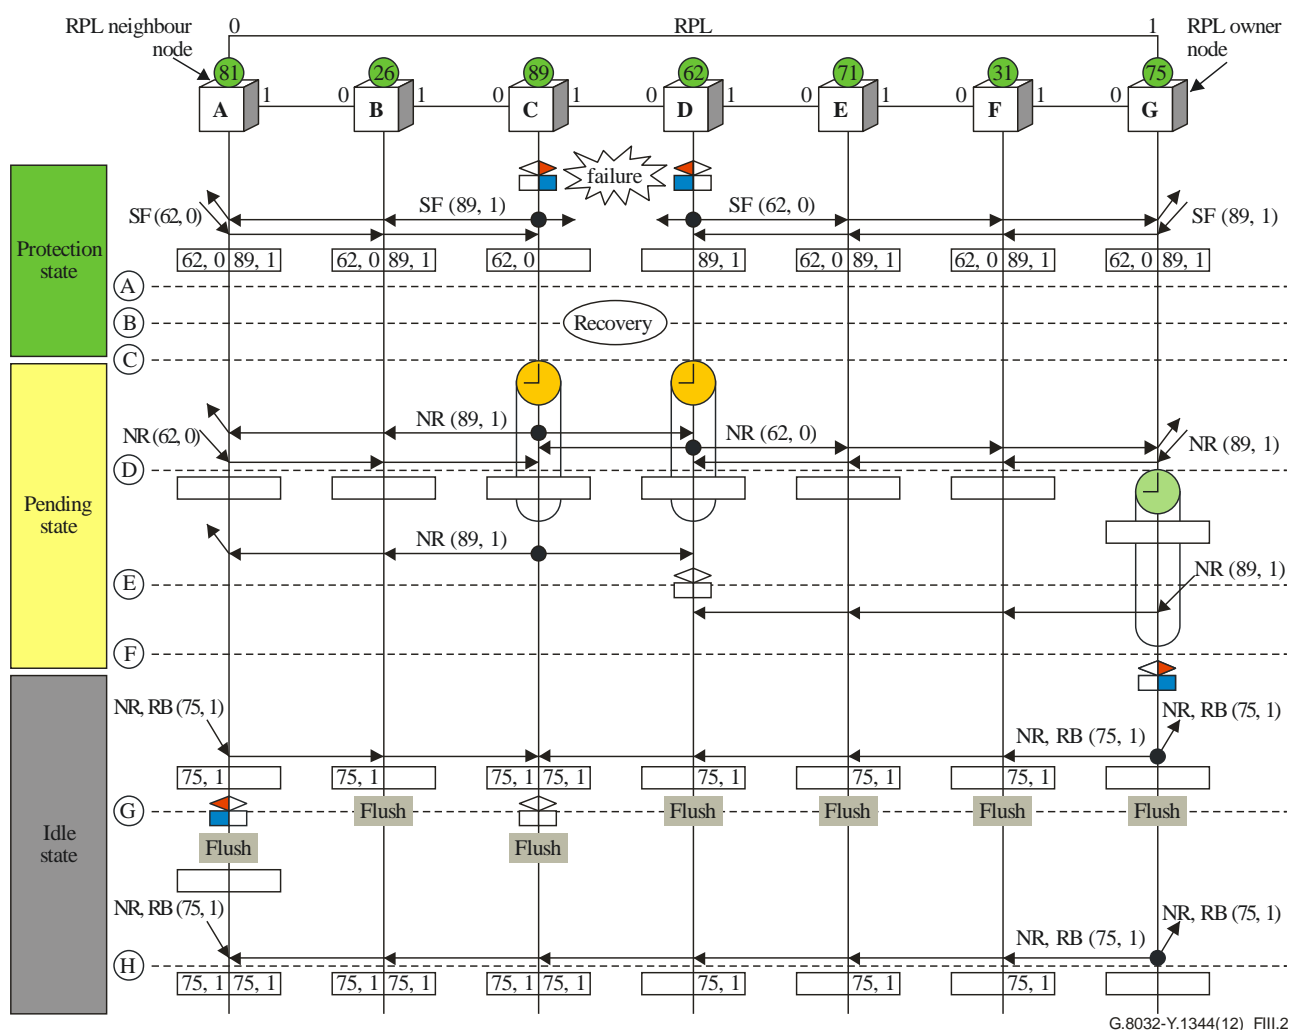 RPL neighbour
node
0
RPL
1
RPL owner
node
81
26
89
62
71
31
75
A
1
0
B
1
0
C
1
0
D
1
0
E
1
0
F
1
0
G
failure
SF (62, 0)
SF (89, 1)
SF (62, 0)
SF (89, 1)
Protection
state
62, 0 89, 1
62, 0 89, 1
62, 0
89, 1
62, 0 89, 1
62, 0 89, 1
62, 0 89, 1
A
B
Recovery
C
NR (89, 1)
NR (62, 0)
NR (62, 0)
NR (89, 1)
D
Pending
state
NR (89, 1)
E
NR (89, 1)
F
NR, RB (75, 1)
NR, RB (75, 1)
NR, RB (75, 1)
75, 1
75, 1
75, 1 75, 1
75, 1
75, 1
75, 1
G
Flush
Flush
Flush
Flush
Flush
Idle
state
Flush
Flush
NR, RB (75, 1)
NR, RB (75, 1)
NR, RB (75, 1)
H
75, 1 75, 1
75, 1 75, 1
75, 1 75, 1
75, 1
75, 1
75, 1
G.8032-Y.1344(12)_FIII.2